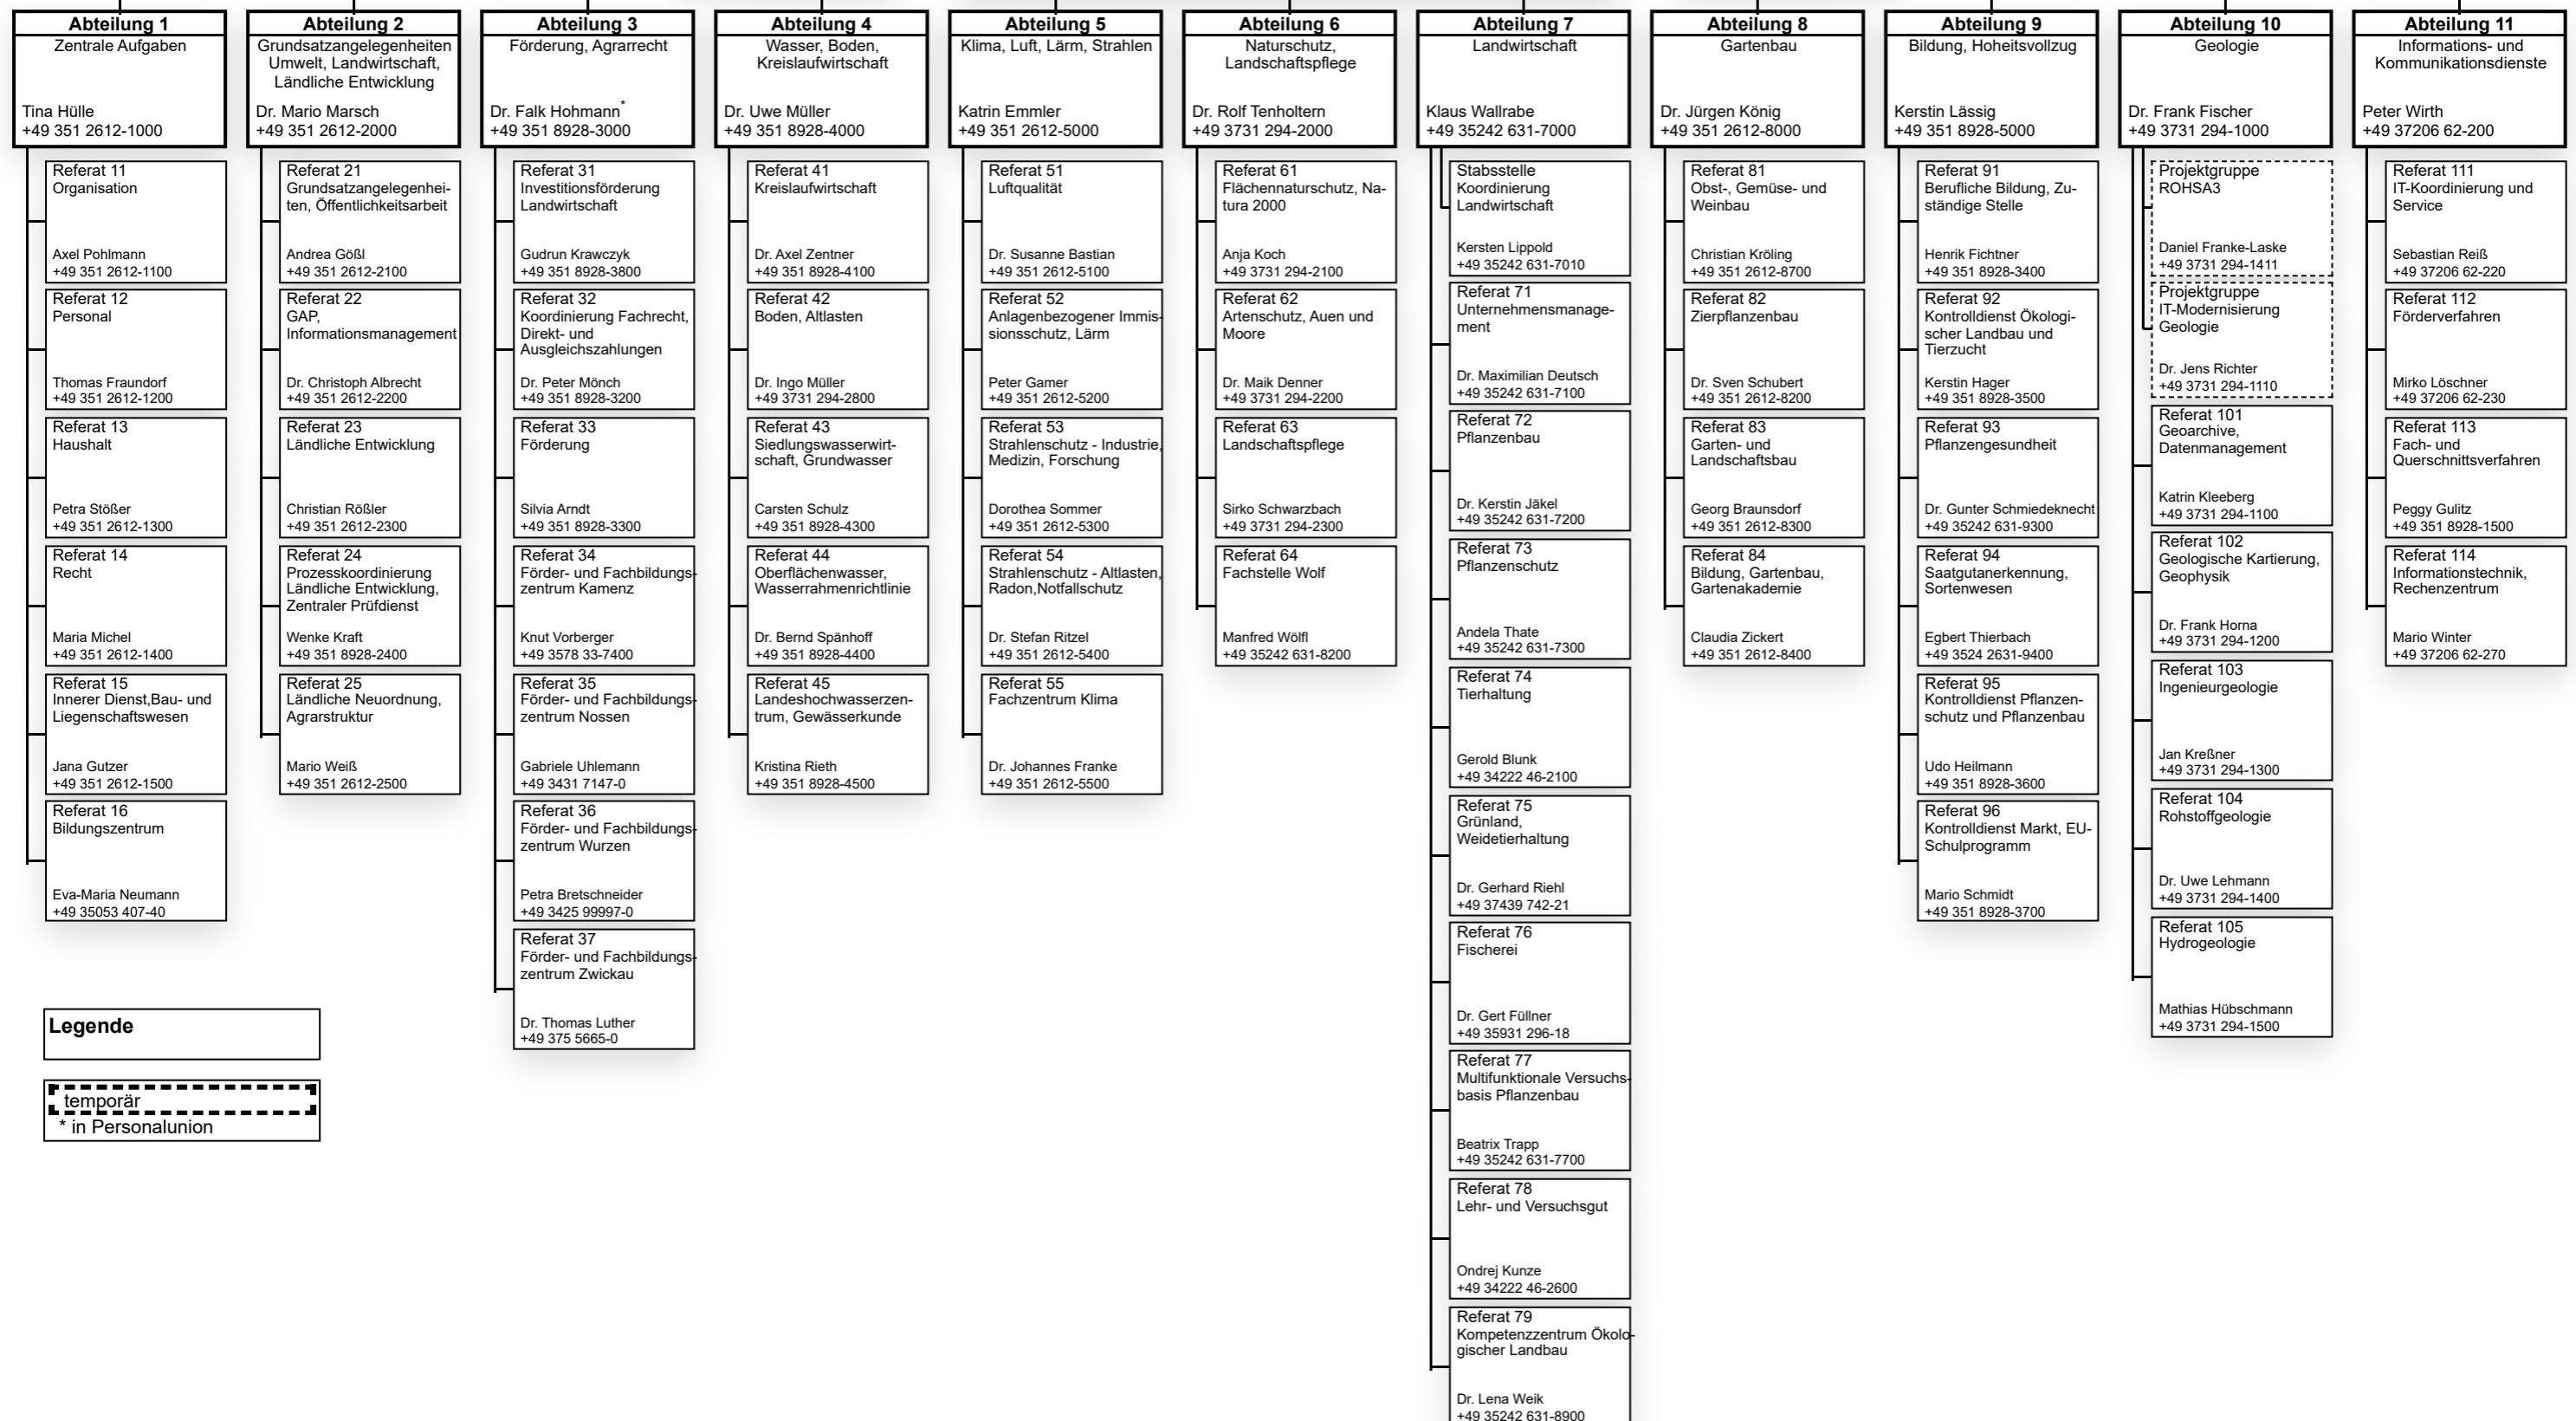 Abteilung 1
Zentrale Aufgaben
Tina Hülle
+49 351 2612-1000
Referat 11
Organisation
Axel Pohlmann
+49 351 2612-1100
Referat 12
Personal
Thomas Fraundorf
+49 351 2612-1200
Referat 13
Haushalt
Petra Stößer
+49 351 2612-1300
Referat 14
Recht
Maria Michel
+49 351 2612-1400
Referat 15
Innerer Dienst,Bau- und
Liegenschaftswesen
Jana Gutzer
+49 351 2612-1500
Referat 16
Bildungszentrum
Eva-Maria Neumann
+49 35053 407-40
Abteilung 2
Grundsatzangelegenheiten
Umwelt, Landwirtschaft,
Ländliche Entwicklung
Dr. Mario Marsch
+49 351 2612-2000
Referat 21
Grundsatzangelegenhei-
ten, Öffentlichkeitsarbeit
Andrea Gößl
+49 351 2612-2100
Referat 22
GAP,
Informationsmanagement
Dr. Christoph Albrecht
+49 351 2612-2200
Referat 23
Ländliche Entwicklung
Christian Rößler
+49 351 2612-2300
Referat 24
Prozesskoordinierung
Ländliche Entwicklung,
Zentraler Prüfdienst
Wenke Kraft
+49 351 8928-2400
Referat 25
Ländliche Neuordnung,
Agrarstruktur
Mario Weiß
+49 351 2612-2500
Abteilung 3
Förderung, Agrarrecht
Dr. Falk Hohmann*
+49 351 8928-3000
Referat 31
Investitionsförderung
Landwirtschaft
Gudrun Krawczyk
+49 351 8928-3800
Referat 32
Koordinierung Fachrecht,
Direkt- und
Ausgleichszahlungen
Dr. Peter Mönch
+49 351 8928-3200
Referat 33
Förderung
Silvia Arndt
+49 351 8928-3300
Referat 34
Förder- und Fachbildungs-
zentrum Kamenz
Knut Vorberger
+49 3578 33-7400
Referat 35
Förder- und Fachbildungs-
zentrum Nossen
Gabriele Uhlemann
+49 3431 7147-0
Referat 36
Förder- und Fachbildungs-
zentrum Wurzen
Petra Bretschneider
+49 3425 99997-0
Referat 37
Förder- und Fachbildungs-
zentrum Zwickau
Dr. Thomas Luther
+49 375 5665-0
Abteilung 4
Wasser, Boden,
Kreislaufwirtschaft
Dr. Uwe Müller
+49 351 8928-4000
Referat 41
Kreislaufwirtschaft
Dr. Axel Zentner
+49 351 8928-4100
Referat 42
Boden, Altlasten
Dr. Ingo Müller
+49 3731 294-2800
Referat 43
Siedlungswasserwirt-
schaft, Grundwasser
Carsten Schulz
+49 351 8928-4300
Referat 44
Oberflächenwasser,
Wasserrahmenrichtlinie
Dr. Bernd Spänhoff
+49 351 8928-4400
Referat 45
Landeshochwasserzen-
trum, Gewässerkunde
Kristina Rieth
+49 351 8928-4500
Abteilung 5
Klima, Luft, Lärm, Strahlen
Katrin Emmler
+49 351 2612-5000
Referat 51
Luftqualität
Dr. Susanne Bastian
+49 351 2612-5100
Referat 52
Anlagenbezogener Immis-
sionsschutz, Lärm
Peter Gamer
+49 351 2612-5200
Referat 53
Strahlenschutz - Industrie,
Medizin, Forschung
Dorothea Sommer
+49 351 2612-5300
Referat 54
Strahlenschutz - Altlasten,
Radon,Notfallschutz
Dr. Stefan Ritzel
+49 351 2612-5400
Referat 55
Fachzentrum Klima
Dr. Johannes Franke
+49 351 2612-5500
Abteilung 6
Naturschutz,
Landschaftspflege
Dr. Rolf Tenholtern
+49 3731 294-2000
Referat 61
Flächennaturschutz, Na-
tura 2000
Anja Koch
+49 3731 294-2100
Referat 62
Artenschutz, Auen und
Moore
Dr. Maik Denner
+49 3731 294-2200
Referat 63
Landschaftspflege
Sirko Schwarzbach
+49 3731 294-2300
Referat 64
Fachstelle Wolf
Manfred Wölfl
+49 35242 631-8200
Abteilung 7
Landwirtschaft
Klaus Wallrabe
+49 35242 631-7000
Stabsstelle
Koordinierung
Landwirtschaft
Kersten Lippold
+49 35242 631-7010
Referat 71
Unternehmensmanage-
ment
Dr. Maximilian Deutsch
+49 35242 631-7100
Referat 72
Pflanzenbau
Dr. Kerstin Jäkel
+49 35242 631-7200
Referat 73
Pflanzenschutz
Andela Thate
+49 35242 631-7300
Referat 74
Tierhaltung
Gerold Blunk
+49 34222 46-2100
Referat 75
Grünland,
Weidetierhaltung
Dr. Gerhard Riehl
+49 37439 742-21
Referat 76
Fischerei
Dr. Gert Füllner
+49 35931 296-18
Referat 77
Multifunktionale Versuchs-
basis Pflanzenbau
Beatrix Trapp
+49 35242 631-7700
Referat 78
Lehr- und Versuchsgut
Ondrej Kunze
+49 34222 46-2600
Referat 79
Kompetenzzentrum Ökolo-
gischer Landbau
Dr. Lena Weik
+49 35242 631-8900
Abteilung 8
Gartenbau
Dr. Jürgen König
+49 351 2612-8000
Referat 81
Obst-, Gemüse- und
Weinbau
Christian Kröling
+49 351 2612-8700
Referat 82
Zierpflanzenbau
Dr. Sven Schubert
+49 351 2612-8200
Referat 83
Garten- und
Landschaftsbau
Georg Braunsdorf
+49 351 2612-8300
Referat 84
Bildung, Gartenbau,
Gartenakademie
Claudia Zickert
+49 351 2612-8400
Abteilung 9
Bildung, Hoheitsvollzug
Kerstin Lässig
+49 351 8928-5000
Referat 91
Berufliche Bildung, Zu-
ständige Stelle
Henrik Fichtner
+49 351 8928-3400
Referat 92
Kontrolldienst Ökologi-
scher Landbau und
Tierzucht
Kerstin Hager
+49 351 8928-3500
Referat 93
Pflanzengesundheit
Dr. Gunter Schmiedeknecht
+49 35242 631-9300
Referat 94
Saatgutanerkennung,
Sortenwesen
Egbert Thierbach
+49 3524 2631-9400
Referat 95
Kontrolldienst Pflanzen-
schutz und Pflanzenbau
Udo Heilmann
+49 351 8928-3600
Referat 96
Kontrolldienst Markt, EU-
Schulprogramm
Mario Schmidt
+49 351 8928-3700
Abteilung 10
Geologie
Dr. Frank Fischer
+49 3731 294-1000
Projektgruppe
ROHSA3
Daniel Franke-Laske
+49 3731 294-1411
Projektgruppe
IT-Modernisierung
Geologie
Dr. Jens Richter
+49 3731 294-1110
Referat 101
Geoarchive,
Datenmanagement
Katrin Kleeberg
+49 3731 294-1100
Referat 102
Geologische Kartierung,
Geophysik
Dr. Frank Horna
+49 3731 294-1200
Referat 103
Ingenieurgeologie
Jan Kreßner
+49 3731 294-1300
Referat 104
Rohstoffgeologie
Dr. Uwe Lehmann
+49 3731 294-1400
Referat 105
Hydrogeologie
Mathias Hübschmann
+49 3731 294-1500
Abteilung 11
Informations- und
Kommunikationsdienste
Peter Wirth
+49 37206 62-200
Referat 111
IT-Koordinierung und
Service
Sebastian Reiß
+49 37206 62-220
Referat 112
Förderverfahren
Mirko Löschner
+49 37206 62-230
Referat 113
Fach- und
Querschnittsverfahren
Peggy Gulitz
+49 351 8928-1500
Referat 114
Informationstechnik,
Rechenzentrum
Mario Winter
+49 37206 62-270
Legende
temporär
* in Personalunion